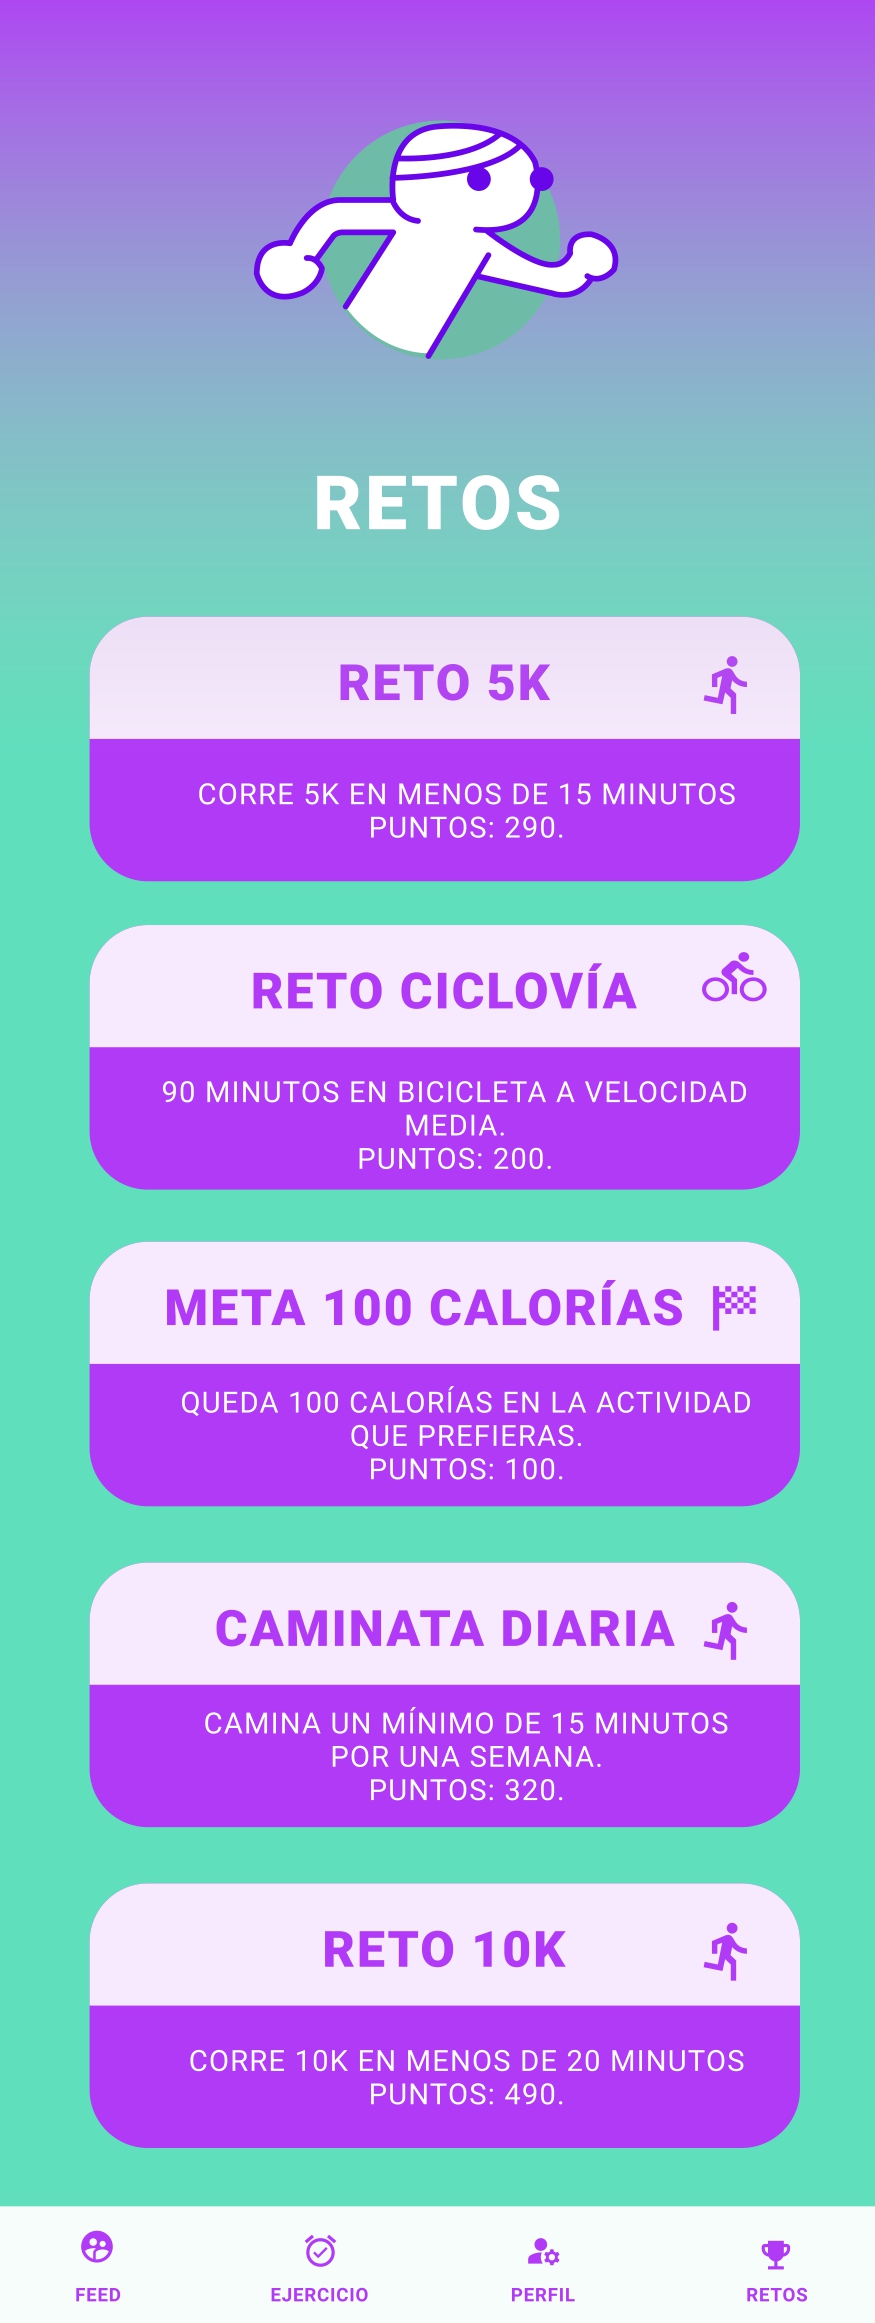 RETOS
RETO 5K
CORRE 5K EN MENOS DE 15 MINUTOS
PUNTOS: 290.
RETO CICLOVÍA
90 MINUTOS EN BICICLETA A VELOCIDAD
MEDIA.
PUNTOS: 200.
META 100 CALORÍAS
QUEDA 100 CALORÍAS EN LA ACTIVIDAD
QUE PREFIERAS.
PUNTOS: 100.
CAMINATA DIARIA
CAMINA UN MÍNIMO DE 15 MINUTOS
POR UNA SEMANA.
PUNTOS: 320.
RETO 10K
CORRE 10K EN MENOS DE 20 MINUTOS
PUNTOS: 490.
FEED EJERCICIO PERFIL RETOS